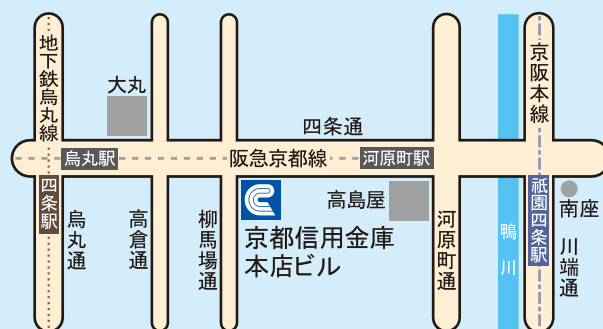 地下鉄烏丸線
大丸
四条通
京阪本線
烏丸駅
阪急京都線
河原町駅
四条駅
烏丸通
高倉通
柳馬場通
京都信用金庫
本店ビル
高島屋
河原町通
鴨川
祇園四条駅
南座
川端通